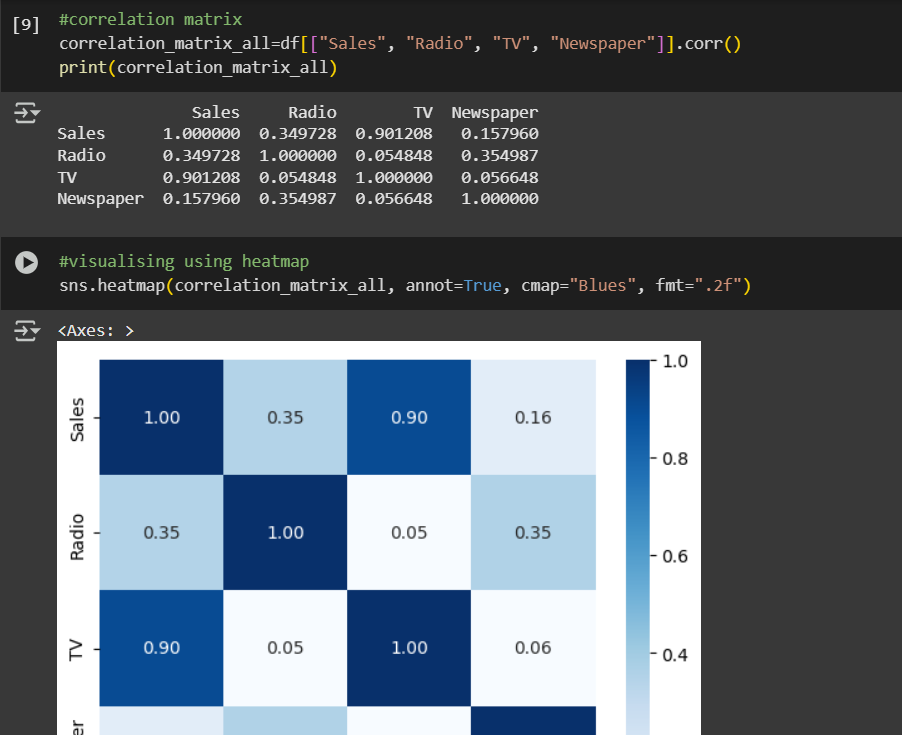 [9]
#correlation matrix
correlation_matrix_all=df[["Sales", "Radio", "TV", "Newspaper"]].corr()
print(correlation_matrix_all)
Sales Radio TV Newspaper
Sales 1.000000 0.349728 0.901208 0.157960
Radio 0.349728 1.000000 0.054848 0.354987
TV 0.901208 0.054848 1.000000 0.056648
Newspaper 0.157960 0.354987 0.056648 1.000000
#visualising using heatmap
sns.heatmap(correlation_matrix_all, annot=True, cmap="Blues", fmt=".2f")
<Axes: >
1.0
Sales 1.00 0.35 0.90 0.16
0.8
Radio 1.00 0.05 0.35
0.35
0.6
TV 0.90 0.05 1.00 0.06
0.4
er